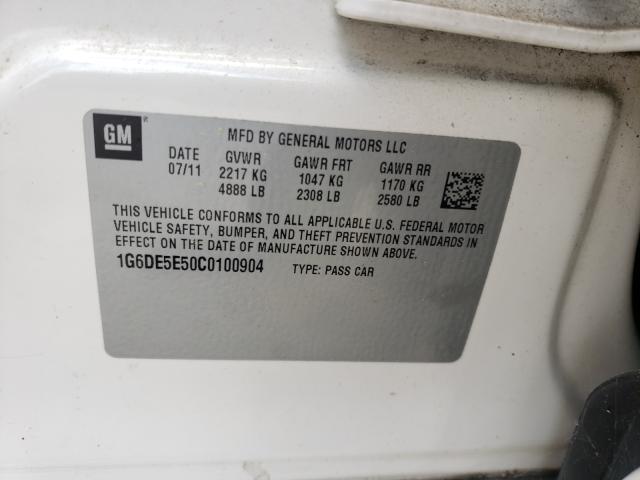 GM
MFD BY GENERAL MOTORS LLC
DATE GVWR GAWR FRT GAWR RR
07/11 2217 KG 1047 KG 1170 KG
4888 LB 2308 LB 2580 LB
THIS VEHICLE CONFORMS TO ALL APPLICABLE U.S. FEDERAL MOTOR
VEHICLE SAFETY, BUMPER, AND THEFT PREVENTION STANDARDS IN
EFFECT ON THE DATE OF MANUFACTURE SHOWN ABOVE.
1G6DE5E50C0100904 TYPE: PASS CAR